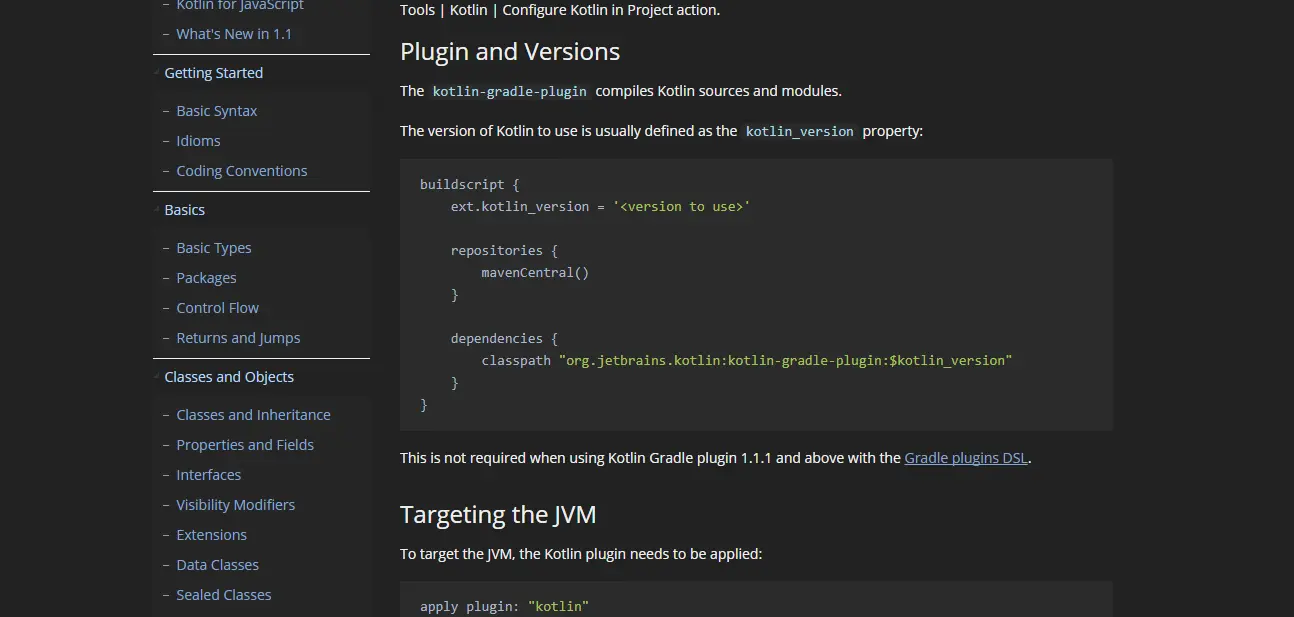 – Kotlin for JavaScript
– What's New in 1.1
Getting Started
– Basic Syntax
– Idioms
– Coding Conventions
Basics
– Basic Types
– Packages
– Control Flow
– Returns and Jumps
Classes and Objects
– Classes and Inheritance
– Properties and Fields
– Interfaces
– Visibility Modifiers
– Extensions
– Data Classes
– Sealed Classes
Tools | Kotlin | Configure Kotlin in Project action.
Plugin and Versions
The kotlin-gradle-plugin compiles Kotlin sources and modules.
The version of Kotlin to use is usually defined as the kotlin_version property:
buildscript {
    ext.kotlin_version = '<version to use>'
    repositories {
        mavenCentral()
    }
    dependencies {
        classpath "org.jetbrains.kotlin:kotlin-gradle-plugin:$kotlin_version"
    }
}
This is not required when using Kotlin Gradle plugin 1.1.1 and above with the Gradle plugins DSL.
Targeting the JVM
To target the JVM, the Kotlin plugin needs to be applied:
apply plugin: "kotlin"